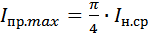 Iпр.max = π/4 · Iн.ср